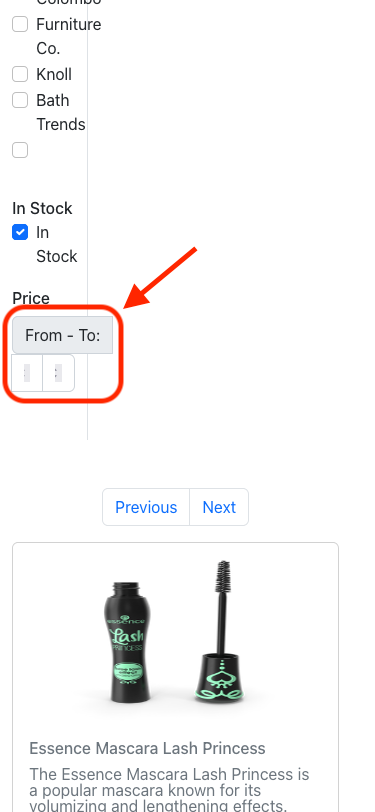 Colombo
Furniture
Co.
Knoll
Bath
Trends
In Stock
In
Stock
Price
From - To:
Previous
Next
essence
Lash
PRINCESS
Essence Mascara Lash Princess
The Essence Mascara Lash Princess is
a popular mascara known for its
volumizing and lengthening effects.